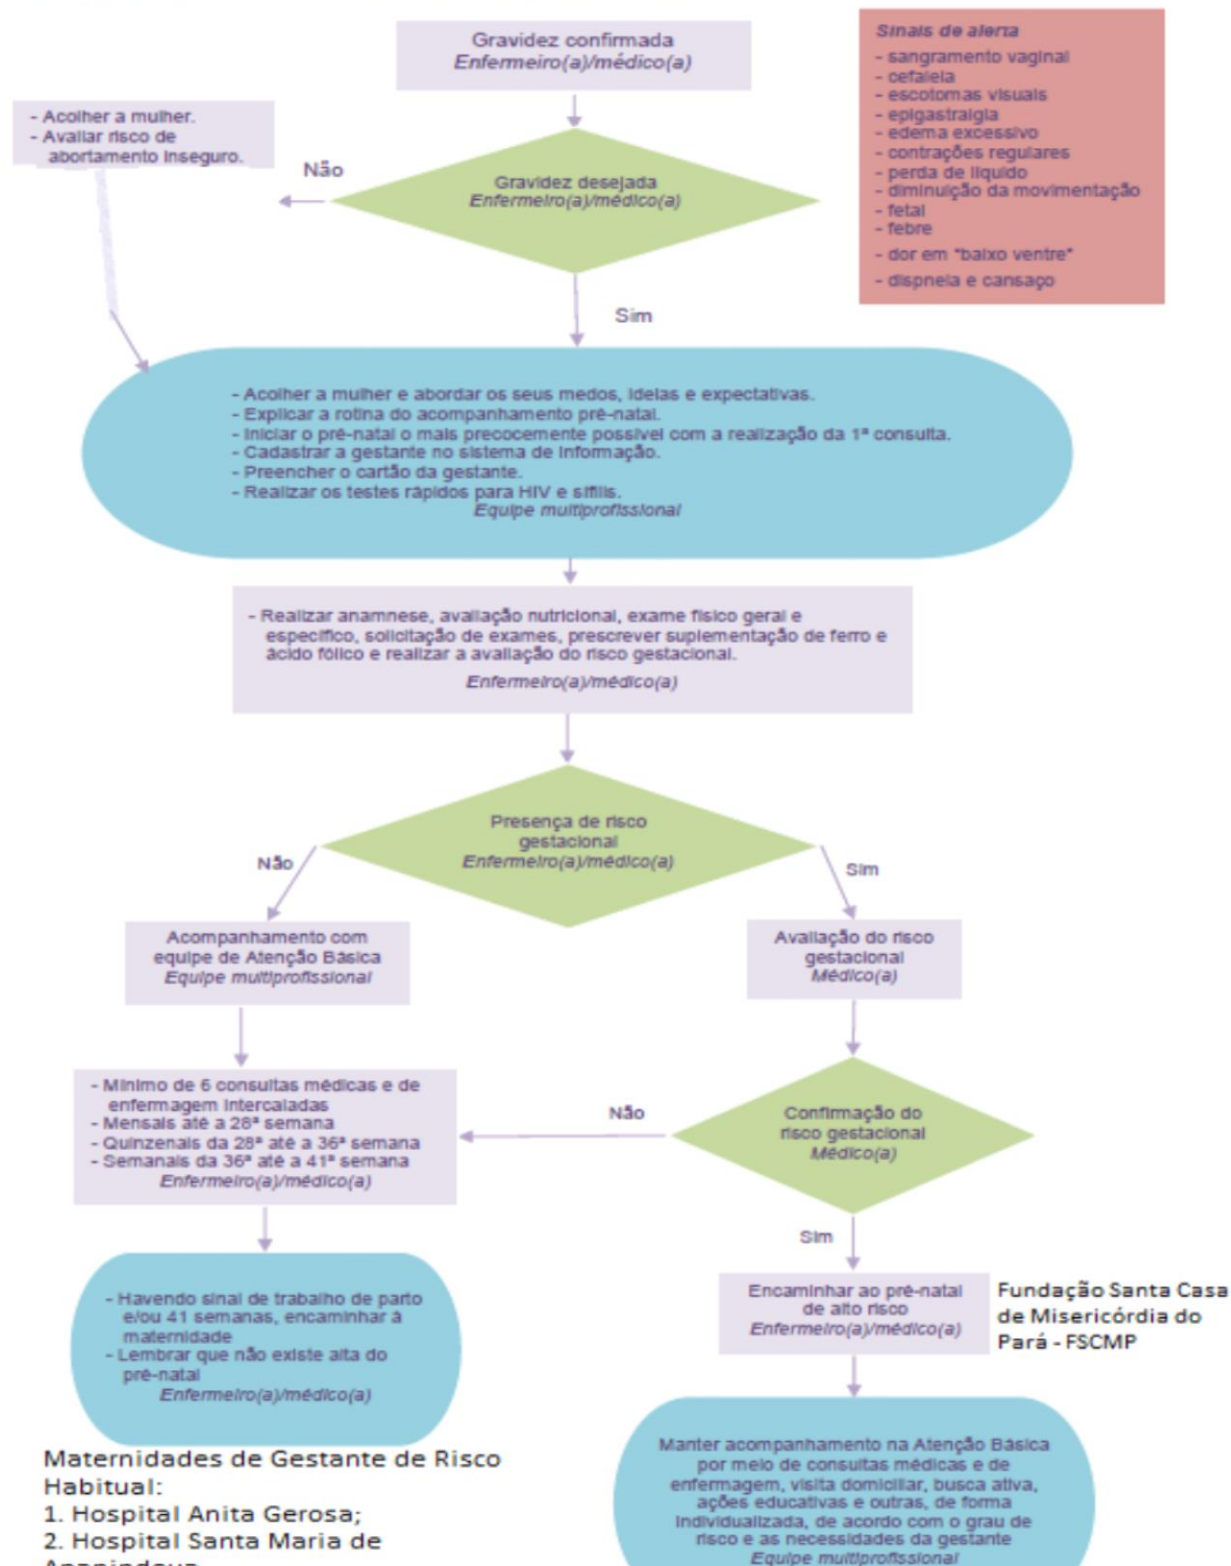 Gravidez confirmada
Enfermeiro(a)/médico(a)
Sinais de alerta
- sangramento vaginal
- cefaleia
- escotomas visuais
- epigastralgia
- edema excessivo
- contrações regulares
- perda de líquido
- diminuição da movimentação
- fetal
- febre
- dor em "baixo ventre"
- dispneia e cansaço
- Acolher a mulher.
- Avaliar risco de
abortamento inseguro.
Não
Gravidez desejada
Enfermeiro(a)/médico(a)
Sim
- Acolher a mulher e abordar os seus medos, ideias e expectativas.
- Explicar a rotina do acompanhamento pré-natal.
- Iniciar o pré-natal o mais precocemente possível com a realização da 1ª consulta.
- Cadastrar a gestante no sistema de informação.
- Preencher o cartão da gestante.
- Realizar os testes rápidos para HIV e sífilis.
Equipe multiprofissional
- Realizar anamnese, avaliação nutricional, exame físico geral e
específico, solicitação de exames, prescrever suplementação de ferro e
ácido fólico e realizar a avaliação do risco gestacional.
Enfermeiro(a)/médico(a)
Presença de risco
gestacional
Enfermeiro(a)/médico(a)
Não
Sim
Acompanhamento com
equipe de Atenção Básica
Equipe multiprofissional
Avaliação do risco
gestacional
Médico(a)
- Mínimo de 6 consultas médicas e de
enfermagem intercaladas
- Mensais até a 28ª semana
- Quinzenais da 28ª até a 36ª semana
- Semanais da 36ª até a 41ª semana
Enfermeiro(a)/médico(a)
Não
Confirmação do
risco gestacional
Médico(a)
Sim
- Havendo sinal de trabalho de parto
e/ou 41 semanas, encaminhar à
maternidade
- Lembrar que não existe alta do
pré-natal
Enfermeiro(a)/médico(a)
Encaminhar ao pré-natal
de alto risco
Enfermeiro(a)/médico(a)
Fundação Santa Casa
de Misericórdia do
Pará - FSCMP
Maternidades de Gestante de Risco
Habitual:
1. Hospital Anita Gerosa;
2. Hospital Santa Maria de
Manter acompanhamento na Atenção Básica
por meio de consultas médicas e de
enfermagem, visita domiciliar, busca ativa,
ações educativas e outras, de forma
individualizada, de acordo com o grau de
risco e as necessidades da gestante
Equipe multiprofissional